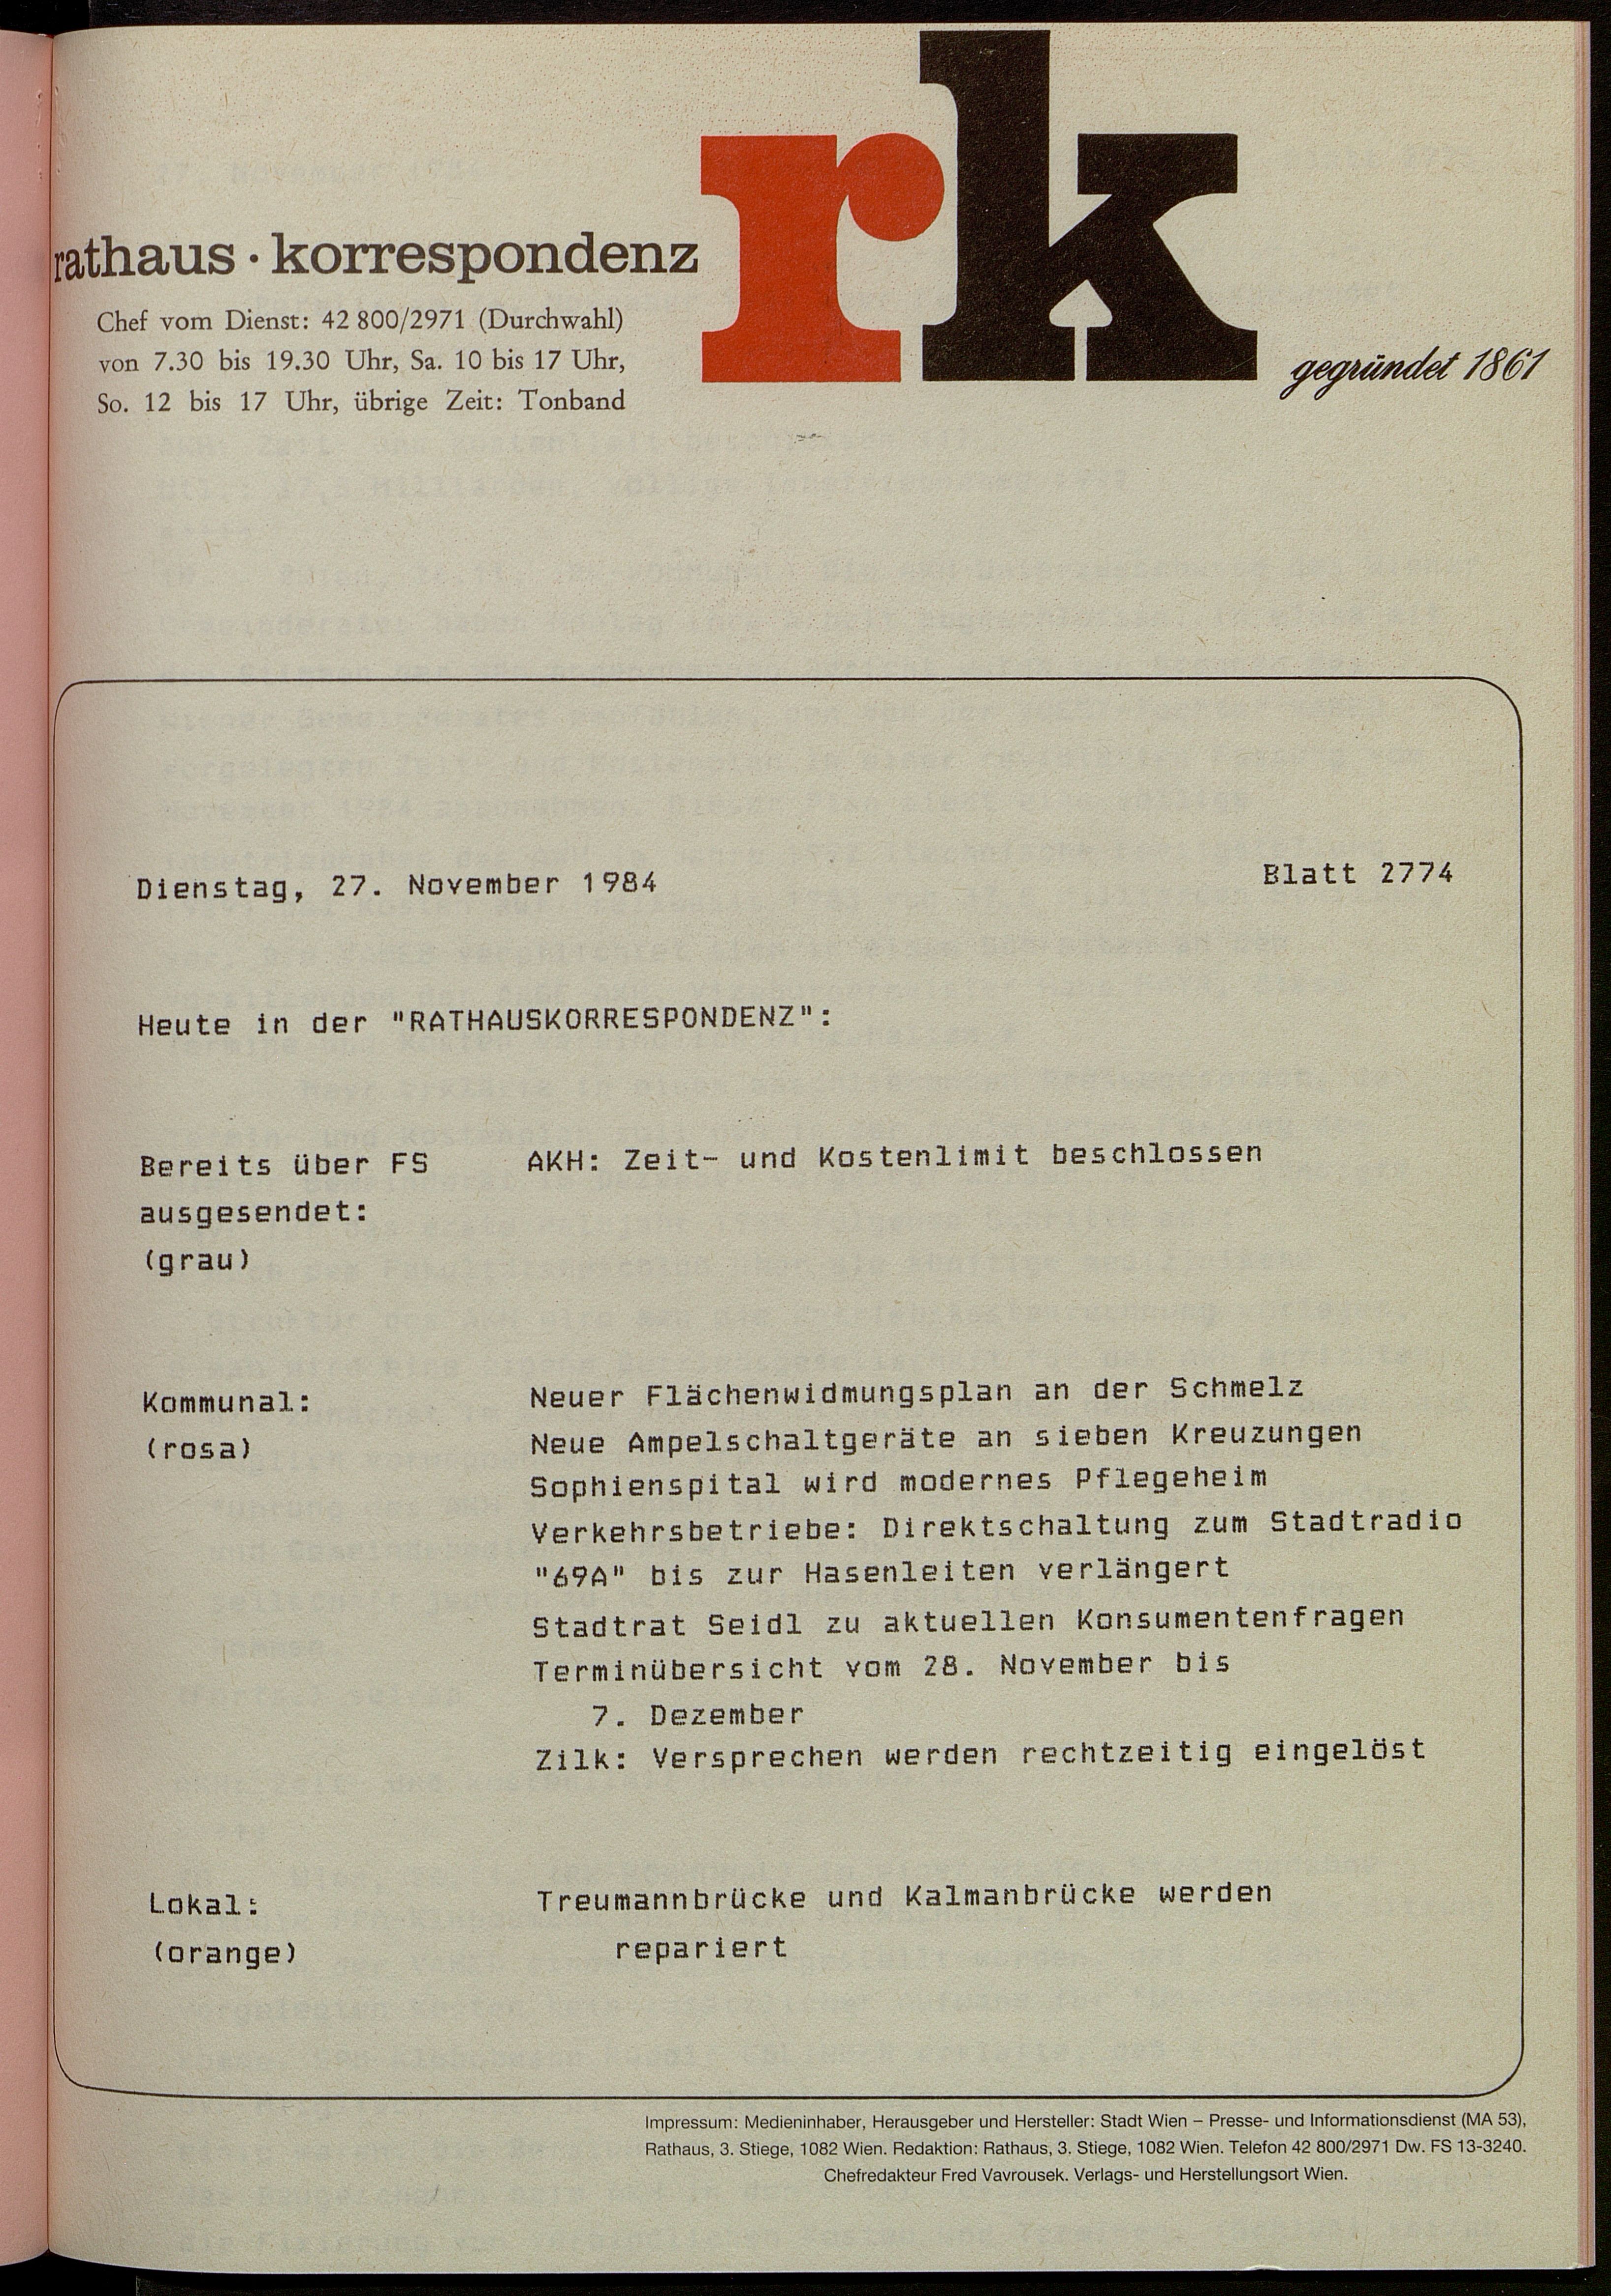 rk
rathaus · korrespondenz
Chef vom Dienst: 42 800/2971 (Durchwahl)
von 7.30 bis 19.30 Uhr, Sa. 10 bis 17 Uhr,
So. 12 bis 17 Uhr, übrige Zeit: Tonband
gegründet 1861
Dienstag, 27. November 1984 Blatt 2774
Heute in der "RATHAUSKORRESPONDENZ":
Bereits über FS AKH: Zeit- und Kostenlimit beschlossen
ausgesendet:
(grau)
Kommunal: Neuer Flächenwidmungsplan an der Schmelz
(rosa) Neue Ampelschaltgeräte an sieben Kreuzungen
Sophienspital wird modernes Pflegeheim
Verkehrsbetriebe: Direktschaltung zum Stadtradio
"69A" bis zur Hasenleiten verlängert
Stadtrat Seidl zu aktuellen Konsumentenfragen
Terminübersicht vom 28. November bis
7. Dezember
Zilk: Versprechen werden rechtzeitig eingelöst
Lokal: Treumannbrücke und Kalmanbrücke werden
(orange) repariert
Impressum: Medieninhaber, Herausgeber und Hersteller: Stadt Wien – Presse- und Informationsdienst (MA 53),
Rathaus, 3. Stiege, 1082 Wien. Redaktion: Rathaus, 3. Stiege, 1082 Wien. Telefon 42 800/2971 Dw. FS 13-3240.
Chefredakteur Fred Vavrousek. Verlags- und Herstellungsort Wien.